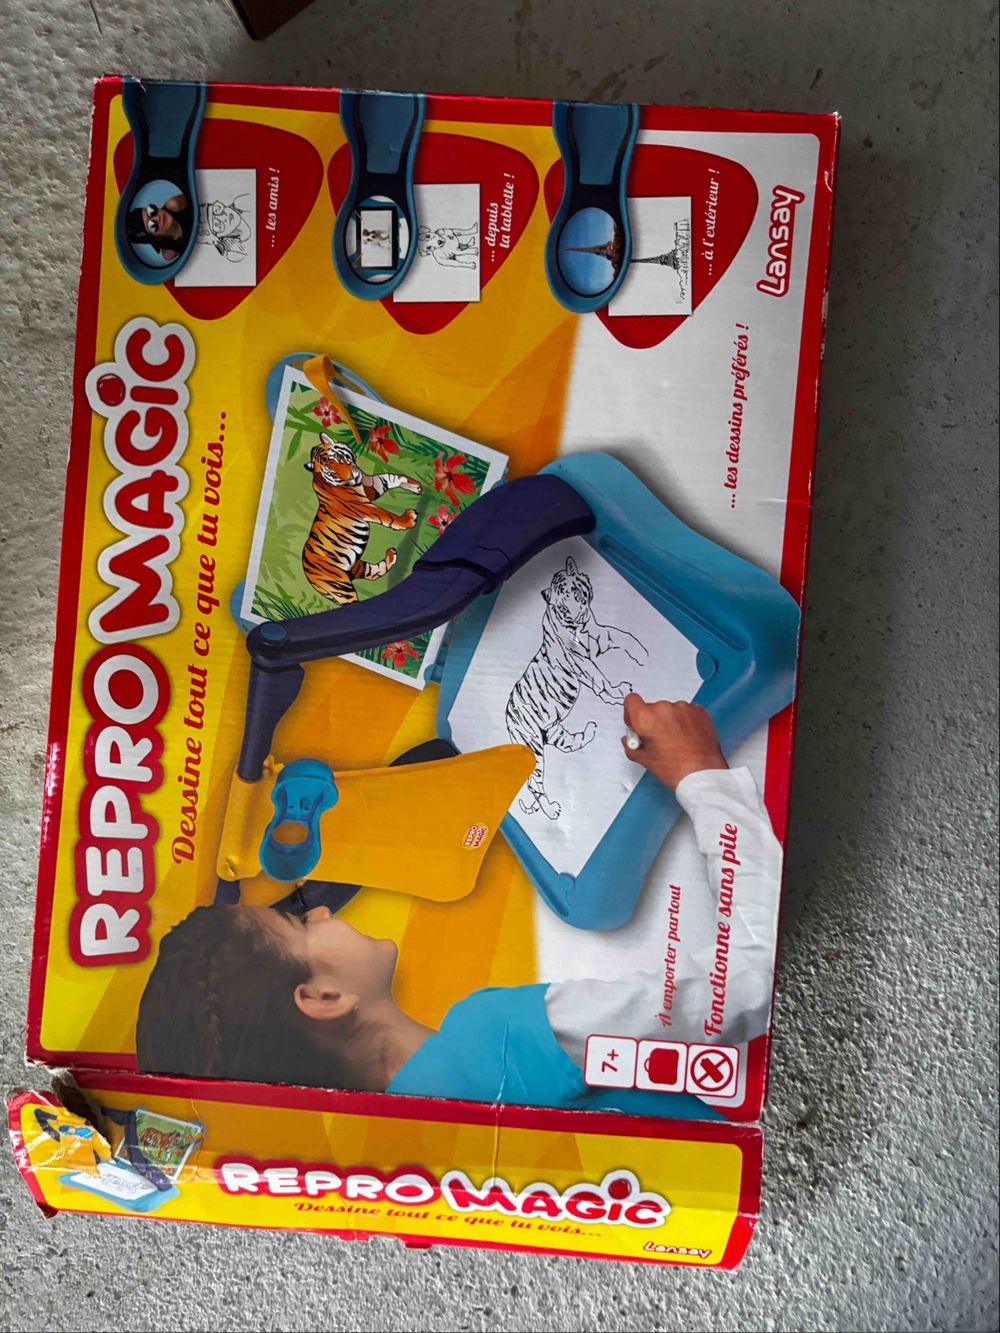 REPRO MAGIC
Dessine tout ce que tu vois...
... les amis !
... depuis
ta tablette !
... à l'extérieur !
... tes dessins préférés !
Lansay
REPRO
MAGIC
À emporter partout
Fonctionne sans pile
7+
REPRO MAGIC
Dessine tout ce que tu vois...
Lansay